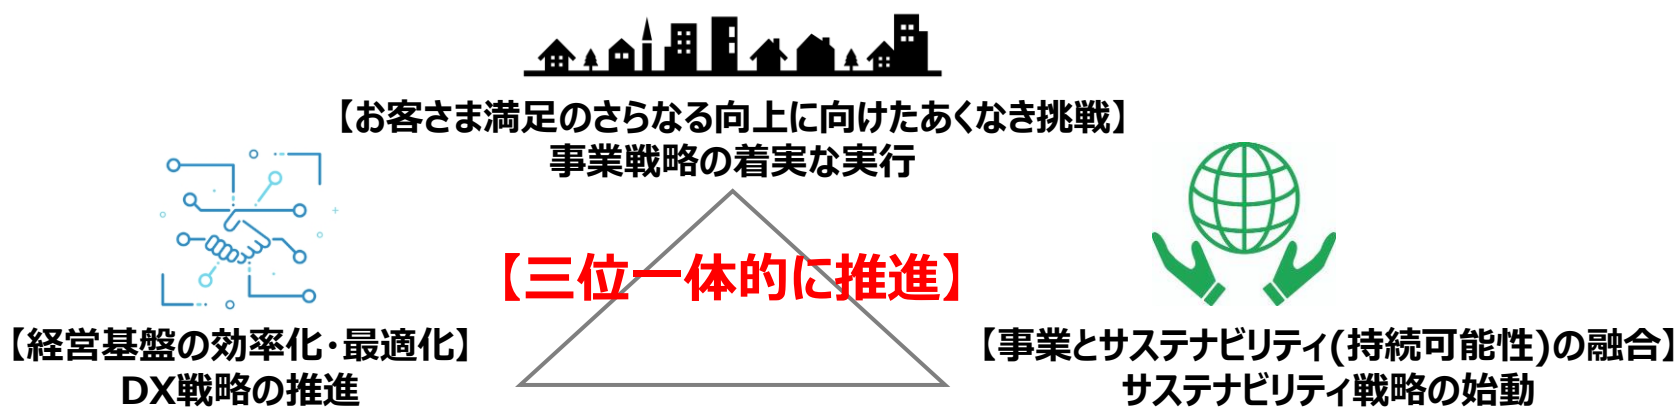 【お客さま満足のさらなる向上に向けたあくなき挑戦】
事業戦略の着実な実行
【三位一体的に推進】
【経営基盤の効率化・最適化】
DX戦略の推進
【事業とサステナビリティ(持続可能性)の融合】
サステナビリティ戦略の始動